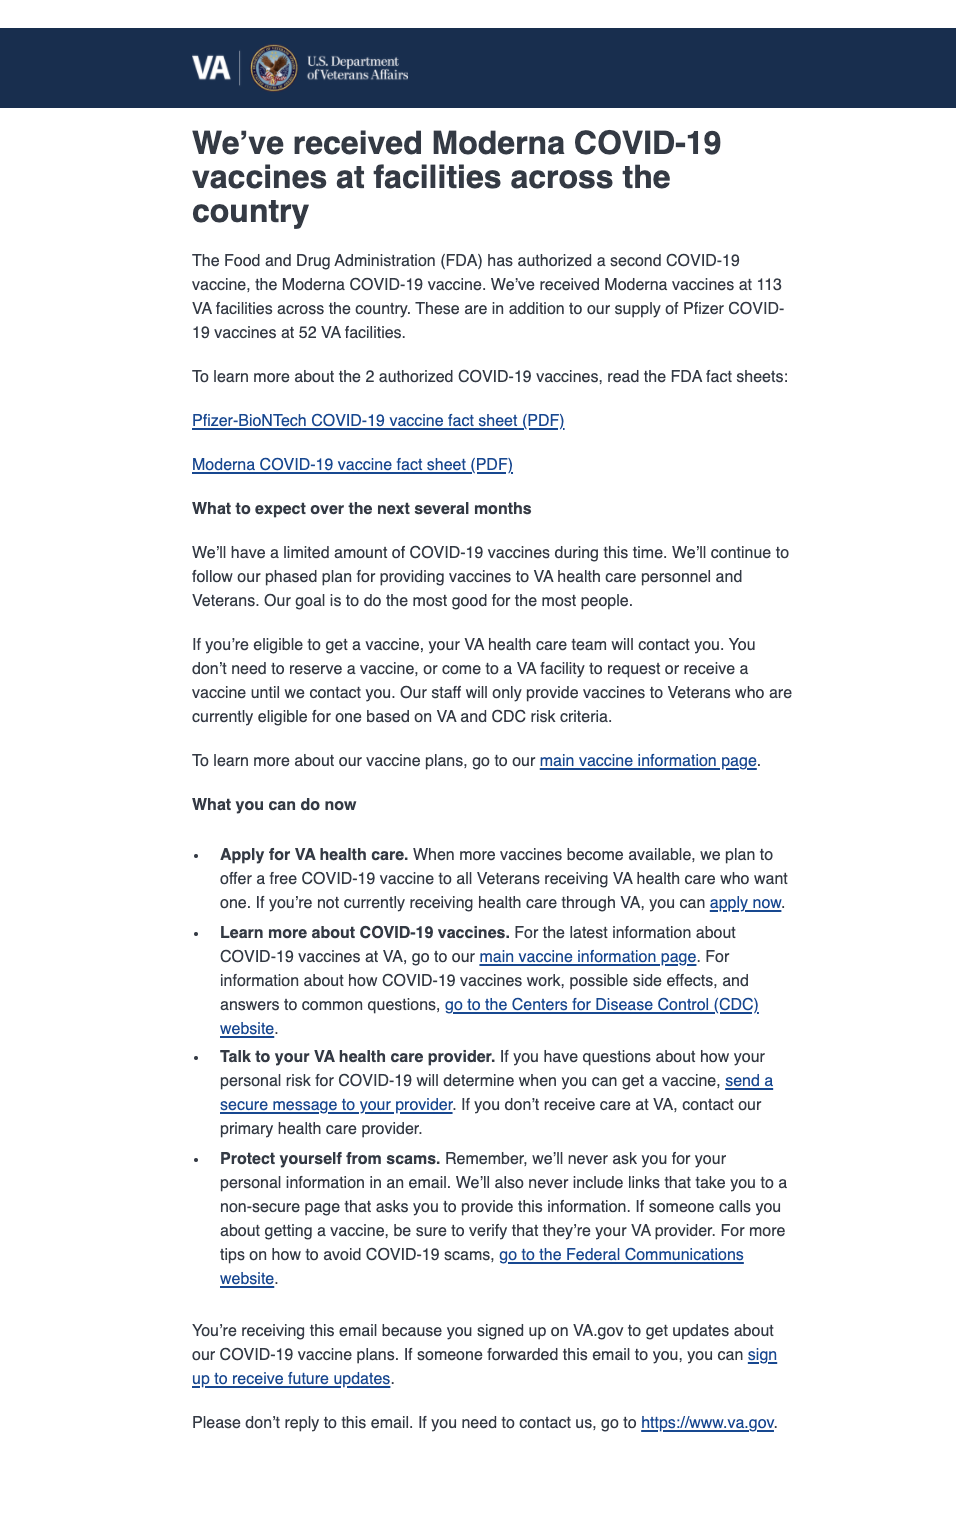 VA
U.S. Department
of Veterans Affairs
We’ve received Moderna COVID-19
vaccines at facilities across the
country
The Food and Drug Administration (FDA) has authorized a second COVID-19
vaccine, the Moderna COVID-19 vaccine. We’ve received Moderna vaccines at 113
VA facilities across the country. These are in addition to our supply of Pfizer COVID-
19 vaccines at 52 VA facilities.
To learn more about the 2 authorized COVID-19 vaccines, read the FDA fact sheets:
Pfizer-BioNTech COVID-19 vaccine fact sheet (PDF)
Moderna COVID-19 vaccine fact sheet (PDF)
What to expect over the next several months
We’ll have a limited amount of COVID-19 vaccines during this time. We’ll continue to
follow our phased plan for providing vaccines to VA health care personnel and
Veterans. Our goal is to do the most good for the most people.
If you’re eligible to get a vaccine, your VA health care team will contact you. You
don’t need to reserve a vaccine, or come to a VA facility to request or receive a
vaccine until we contact you. Our staff will only provide vaccines to Veterans who are
currently eligible for one based on VA and CDC risk criteria.
To learn more about our vaccine plans, go to our main vaccine information page.
What you can do now
• Apply for VA health care. When more vaccines become available, we plan to
offer a free COVID-19 vaccine to all Veterans receiving VA health care who want
one. If you’re not currently receiving health care through VA, you can apply now.
• Learn more about COVID-19 vaccines. For the latest information about
COVID-19 vaccines at VA, go to our main vaccine information page. For
information about how COVID-19 vaccines work, possible side effects, and
answers to common questions, go to the Centers for Disease Control (CDC)
website.
• Talk to your VA health care provider. If you have questions about how your
personal risk for COVID-19 will determine when you can get a vaccine, send a
secure message to your provider. If you don’t receive care at VA, contact our
primary health care provider.
• Protect yourself from scams. Remember, we’ll never ask you for your
personal information in an email. We’ll also never include links that take you to a
non-secure page that asks you to provide this information. If someone calls you
about getting a vaccine, be sure to verify that they’re your VA provider. For more
tips on how to avoid COVID-19 scams, go to the Federal Communications
website.
You’re receiving this email because you signed up on VA.gov to get updates about
our COVID-19 vaccine plans. If someone forwarded this email to you, you can sign
up to receive future updates.
Please don’t reply to this email. If you need to contact us, go to https://www.va.gov.